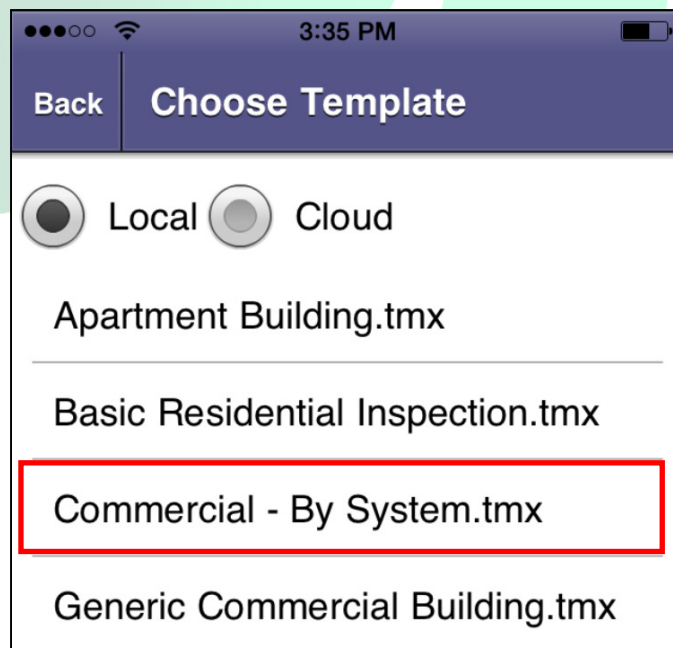 3:35 PM
Back Choose Template
Local Cloud
Apartment Building.tmx
Basic Residential Inspection.tmx
Commercial - By System.tmx
Generic Commercial Building.tmx